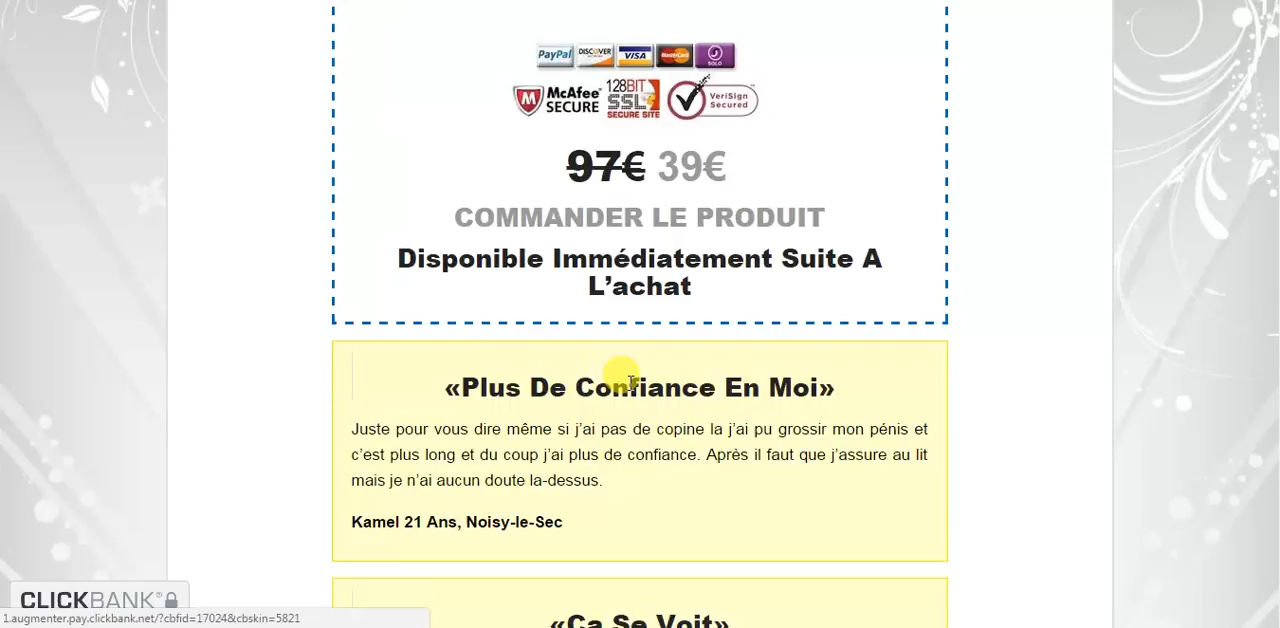 PayPal DISCOVER VISA MasterCard SOLO
McAfee SECURE 128BIT SSL SECURE SITE VeriSign Secured
97€ 39€
COMMANDER LE PRODUIT
Disponible Immédiatement Suite A
L’achat
«Plus De Confiance En Moi»
Juste pour vous dire même si j’ai pas de copine la j’ai pu grossir mon pénis et
c’est plus long et du coup j’ai plus de confiance. Après il faut que j’assure au lit
mais je n’ai aucun doute la-dessus.
Kamel 21 Ans, Noisy-le-Sec
«Ca Se Voit»
CLICKBANK®
1.augmenter.pay.clickbank.net/?cbfid=17024&cbskin=5821